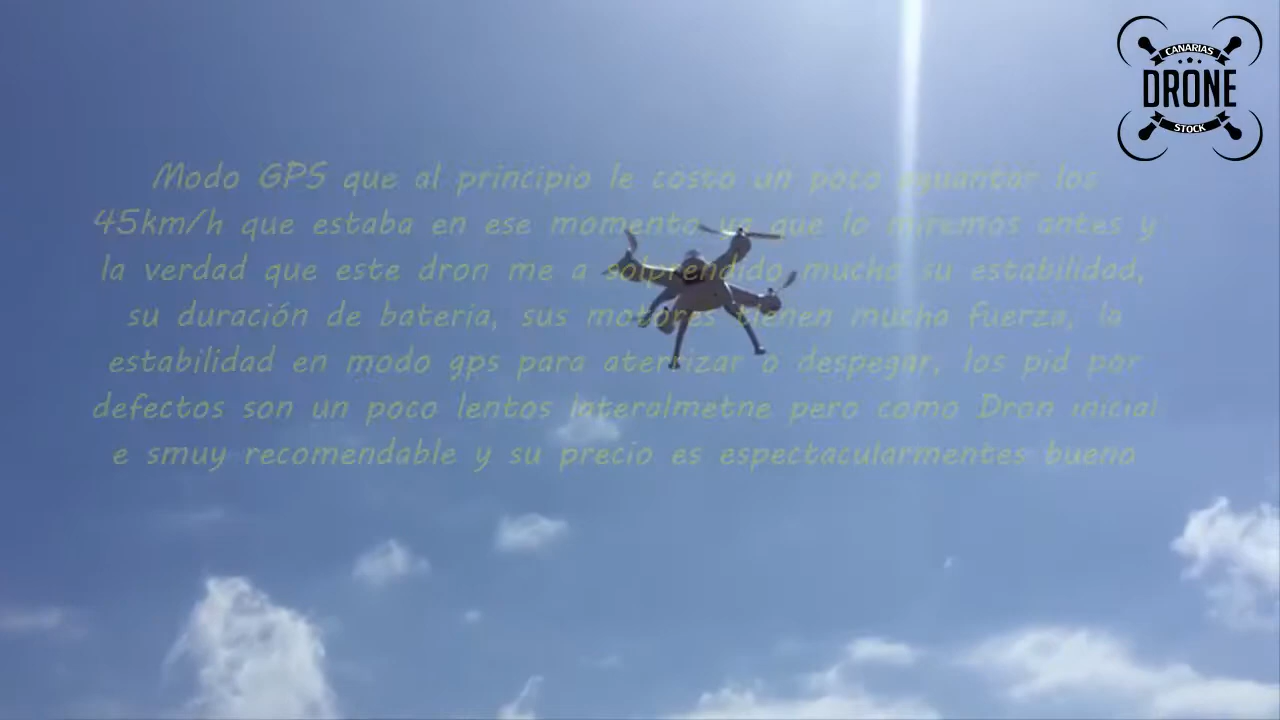 CANARIAS
DRONE
STOCK
Modo GPS que al principio le costo un poco aguantar los
45km/h que estaba en ese momento ya que lo miremos antes y
la verdad que este dron me a sorprendido mucho su estabilidad,
su duración de bateria, sus motores tienen mucha fuerza, la
estabilidad en modo gps para aterrizar o despegar, los pid por
defectos son un poco lentos lateralmetne pero como Dron inicial
e smuy recomendable y su precio es espectacularmentes bueno